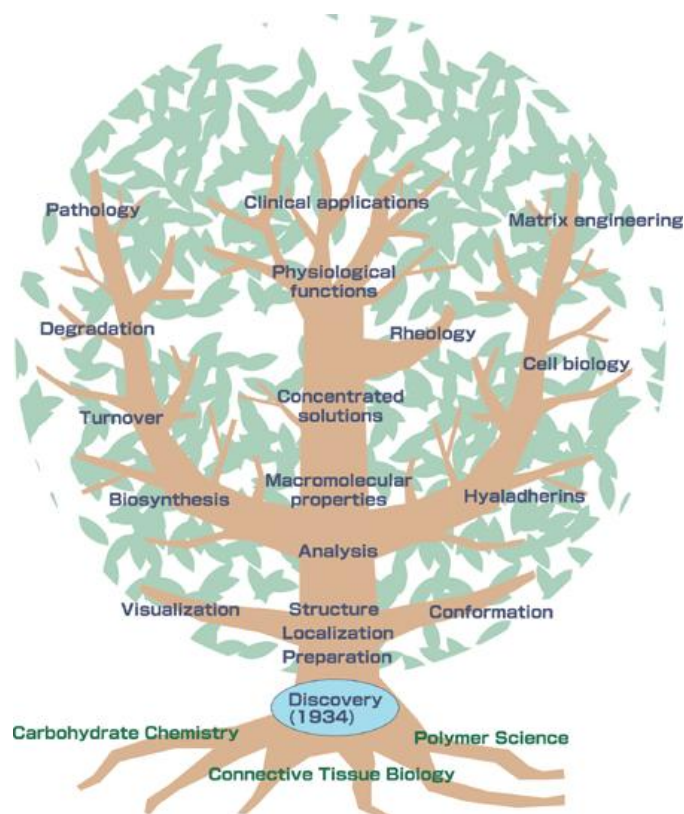 Clinical applications
Pathology
Matrix engineering
Physiological
functions
Degradation
Rheology
Cell biology
Concentrated
solutions
Turnover
Macromolecular
properties
Biosynthesis
Hyaladherins
Analysis
Visualization
Structure
Conformation
Localization
Preparation
Discovery
(1934)
Carbohydrate Chemistry
Polymer Science
Connective Tissue Biology